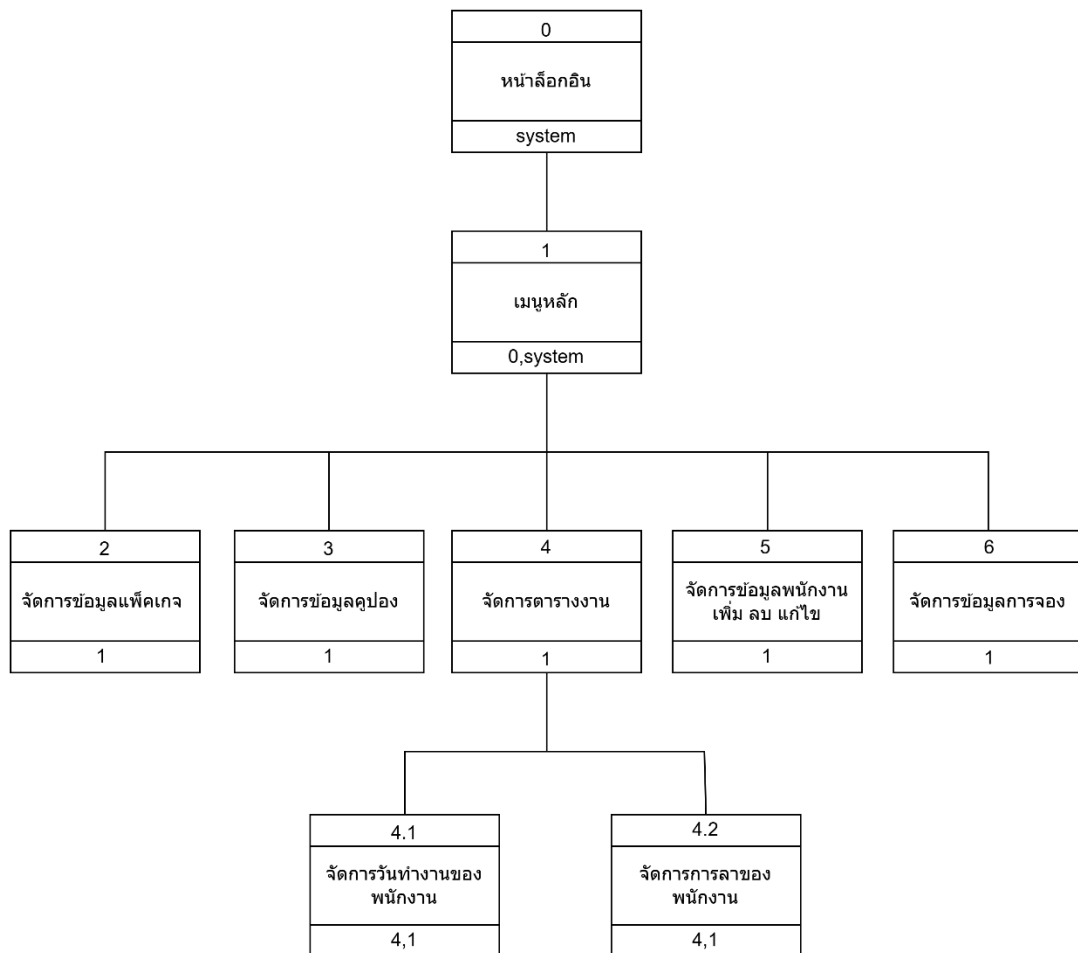 0
หน้าล็อกอิน
system
1
เมนูหลัก
0,system
2
จัดการข้อมูลแพ็คเกจ
1
3
จัดการข้อมูลคูปอง
1
4
จัดการตารางงาน
1
5
จัดการข้อมูลพนักงาน
เพิ่ม ลบ แก้ไข
1
6
จัดการข้อมูลการจอง
1
4.1
จัดการวันทำงานของ
พนักงาน
4,1
4.2
จัดการการลาของ
พนักงาน
4,1